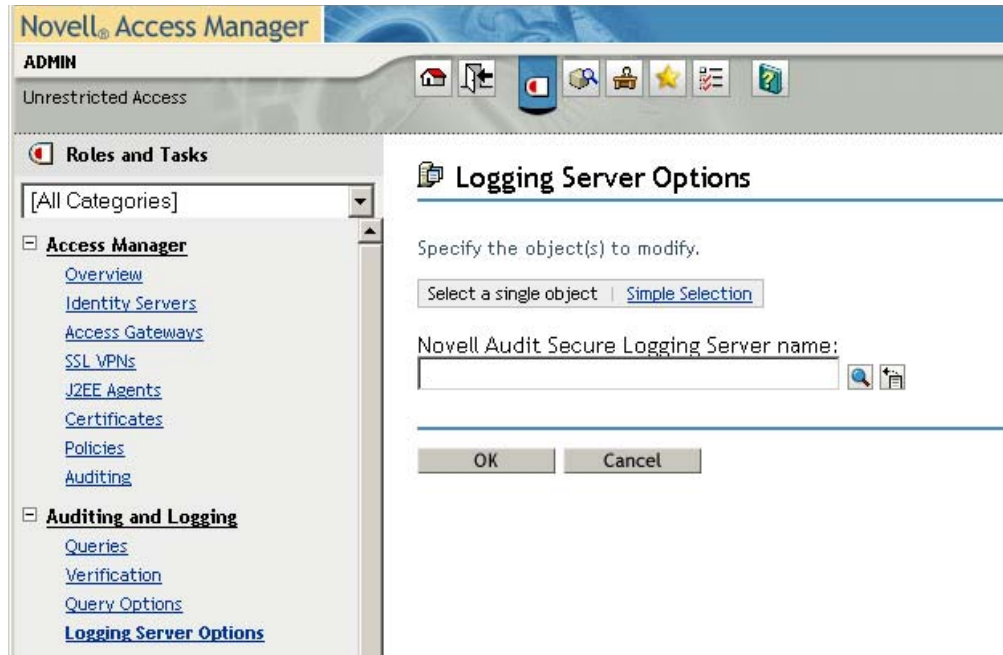 Novell® Access Manager
ADMIN
Unrestricted Access
Roles and Tasks
[All Categories]
Access Manager
Overview
Identity Servers
Access Gateways
SSL VPNs
J2EE Agents
Certificates
Policies
Auditing
Auditing and Logging
Queries
Verification
Query Options
Logging Server Options
Logging Server Options
Specify the object(s) to modify.
Select a single object | Simple Selection
Novell Audit Secure Logging Server name:
OK Cancel